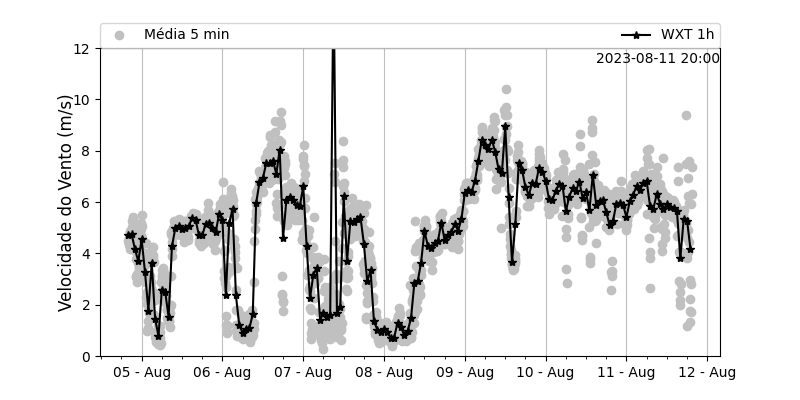 Média 5 min
WXT 1h
2023-08-11 20:00
Velocidade do Vento (m/s)
12
10
8
6
4
2
0
05 - Aug
06 - Aug
07 - Aug
08 - Aug
09 - Aug
10 - Aug
11 - Aug
12 - Aug